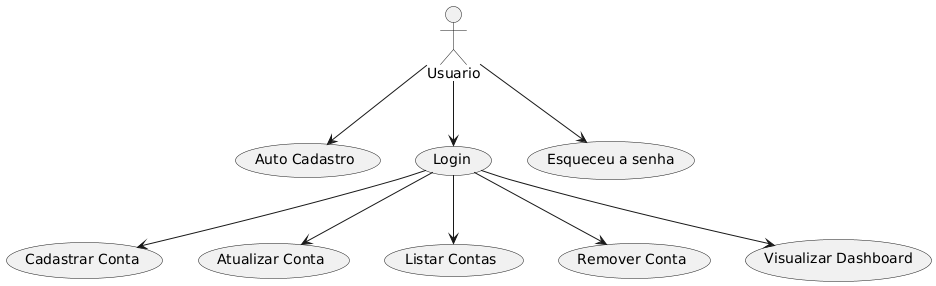 Usuario
Auto Cadastro
Login
Esqueceu a senha
Cadastrar Conta
Atualizar Conta
Listar Contas
Remover Conta
Visualizar Dashboard